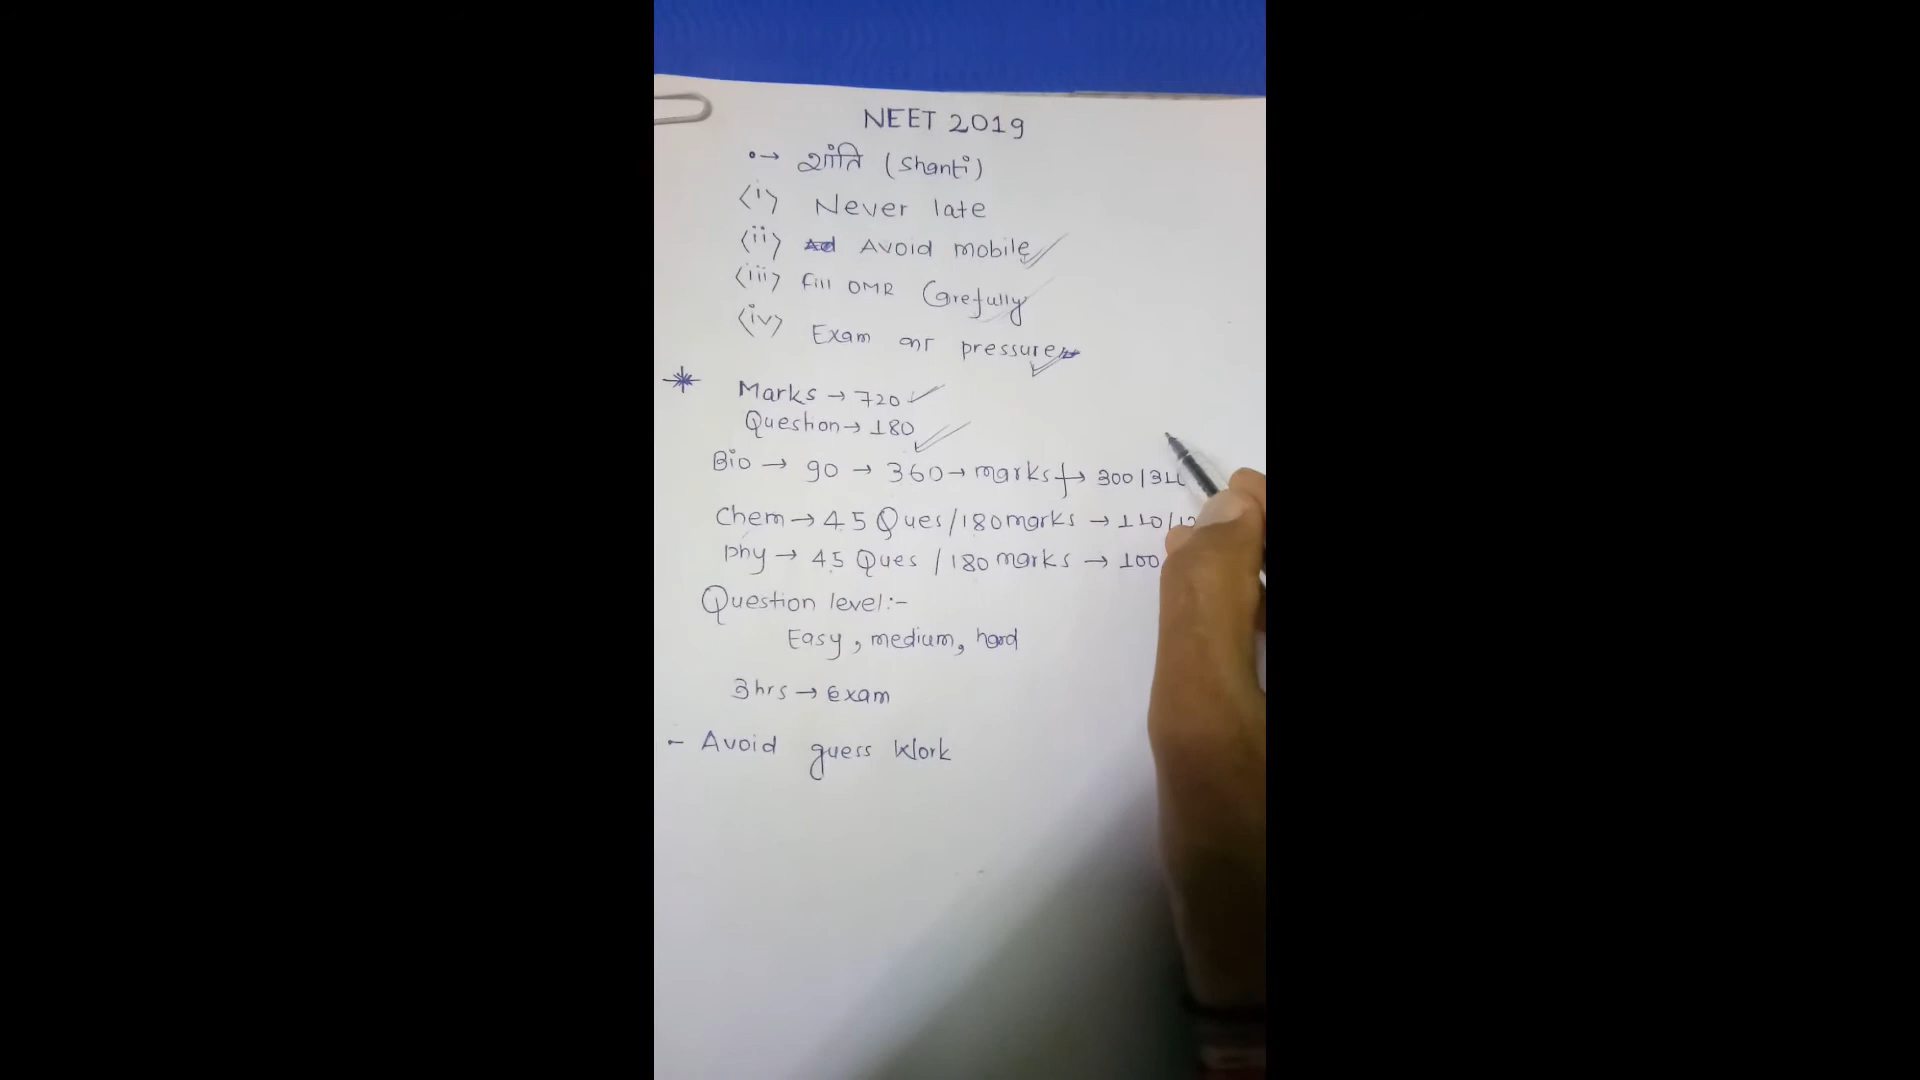 NEET 2019
•→ शांति (Shanti)
<i> Never late
<ii> Avoid mobile
<iii> fill OMR Carefully
<iv> Exam का pressure
Marks → 720
Question → 180
Bio → 90 → 360 → marks → 300/
Chem → 45 Ques/180 marks → 110/
Phy → 45 Ques / 180 marks → 100
Question level:-
Easy, medium, hard
3hrs → Exam
- Avoid guess Work